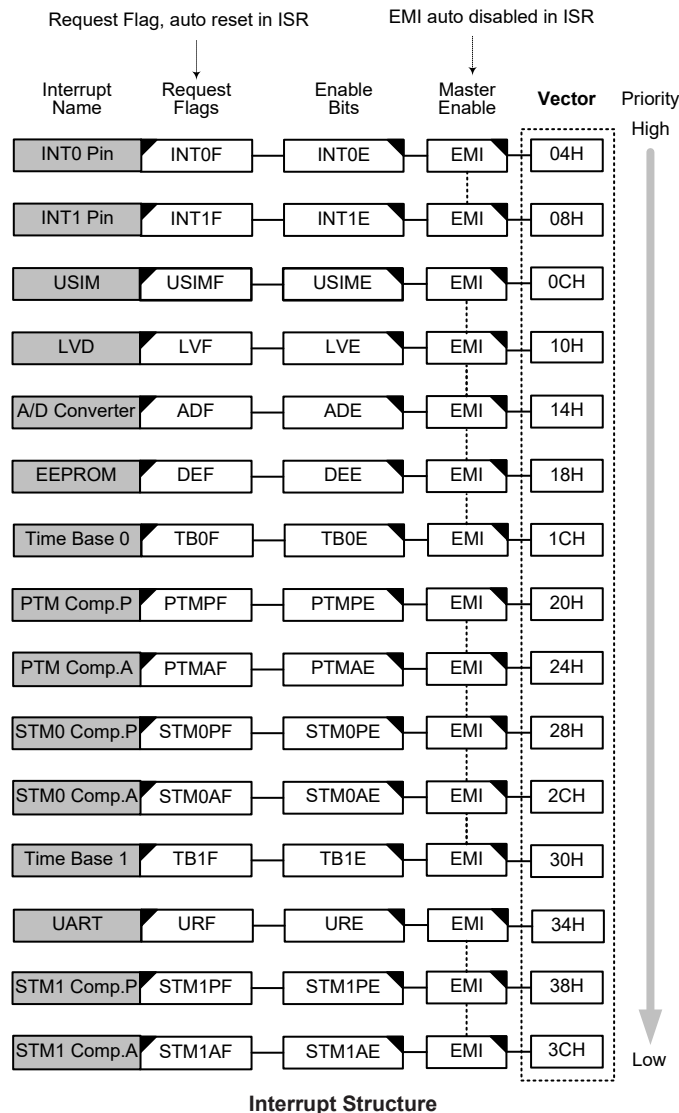 Request Flag, auto reset in ISR EMI auto disabled in ISR
Interrupt Name Request Flags Enable Bits Master Enable Vector Priority
High
INT0 Pin INT0F INT0E EMI 04H
INT1 Pin INT1F INT1E EMI 08H
USIM USIMF USIME EMI 0CH
LVD LVF LVE EMI 10H
A/D Converter ADF ADE EMI 14H
EEPROM DEF DEE EMI 18H
Time Base 0 TB0F TB0E EMI 1CH
PTM Comp.P PTMPF PTMPE EMI 20H
PTM Comp.A PTMAF PTMAE EMI 24H
STM0 Comp.P STM0PF STM0PE EMI 28H
STM0 Comp.A STM0AF STM0AE EMI 2CH
Time Base 1 TB1F TB1E EMI 30H
UART URF URE EMI 34H
STM1 Comp.P STM1PF STM1PE EMI 38H
STM1 Comp.A STM1AF STM1AE EMI 3CH
Low
Interrupt Structure